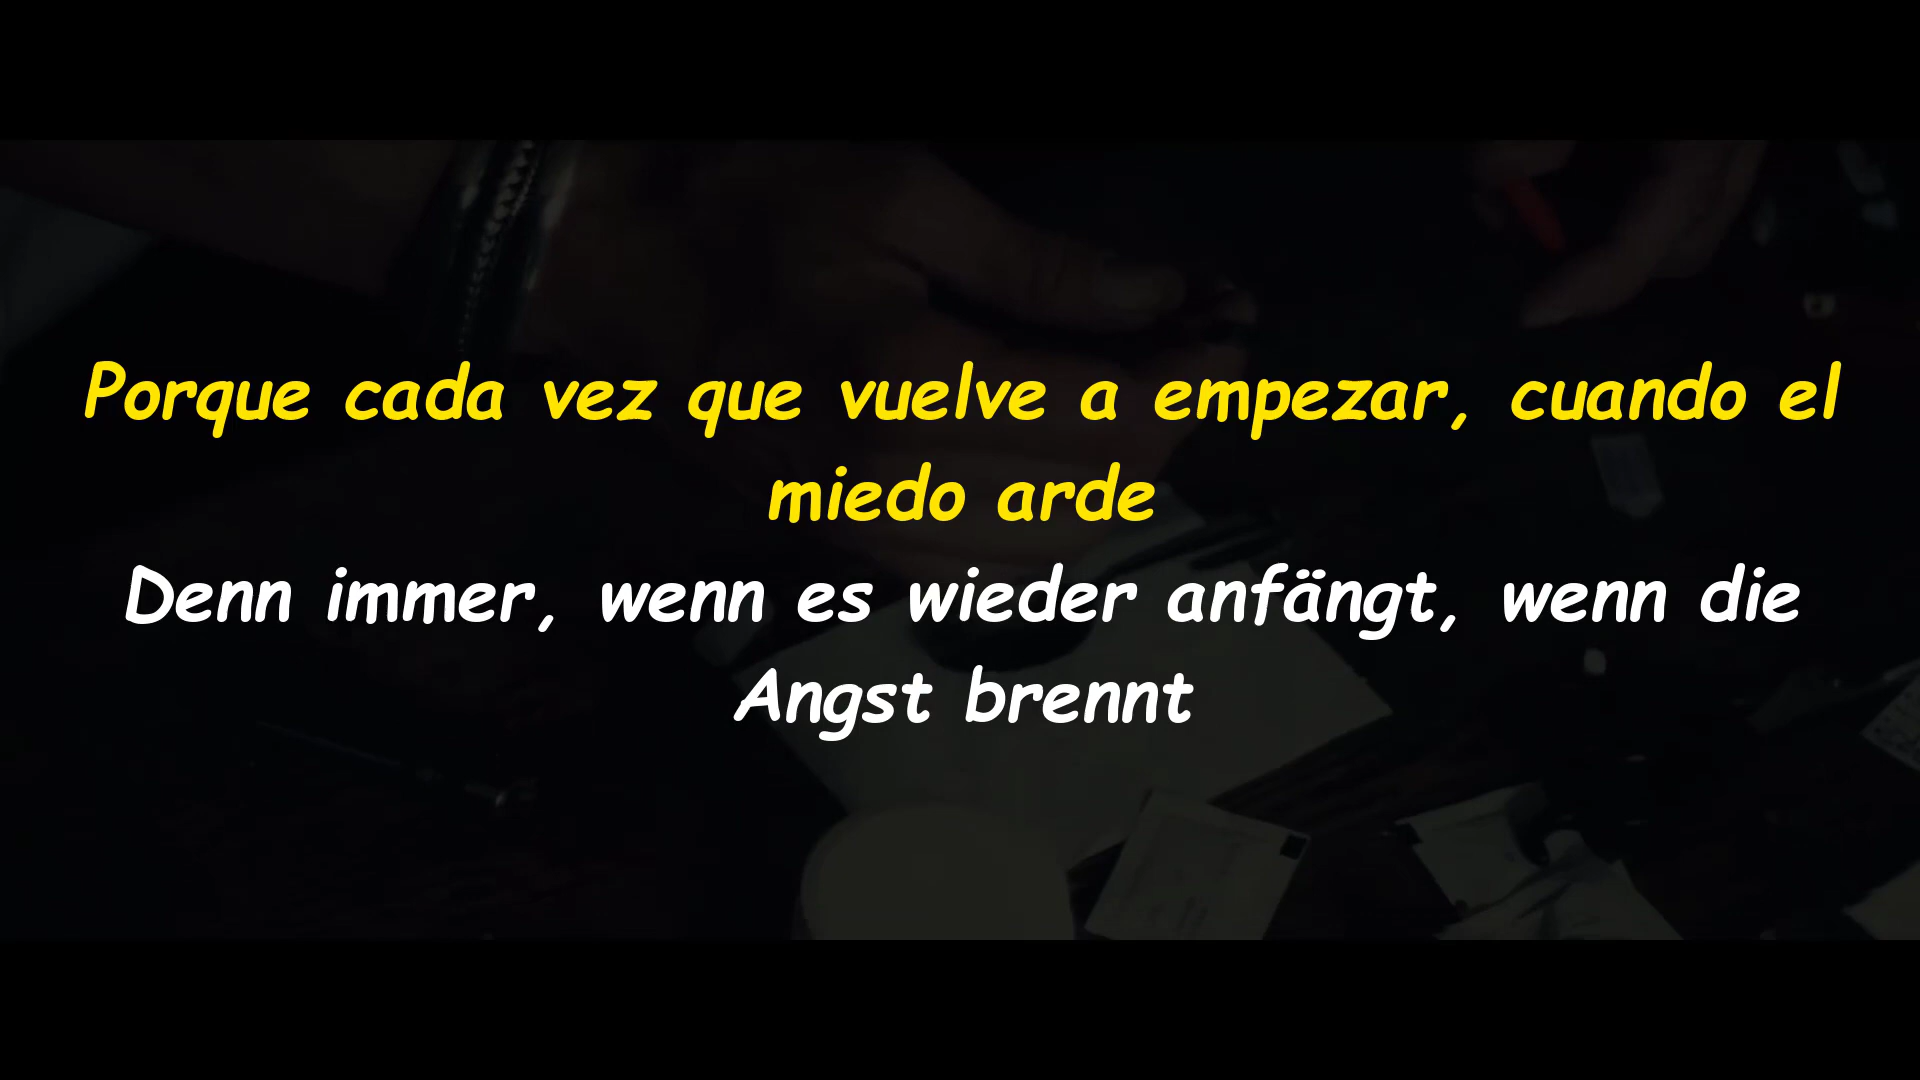 Porque cada vez que vuelve a empezar, cuando el
miedo arde
Denn immer, wenn es wieder anfängt, wenn die
Angst brennt